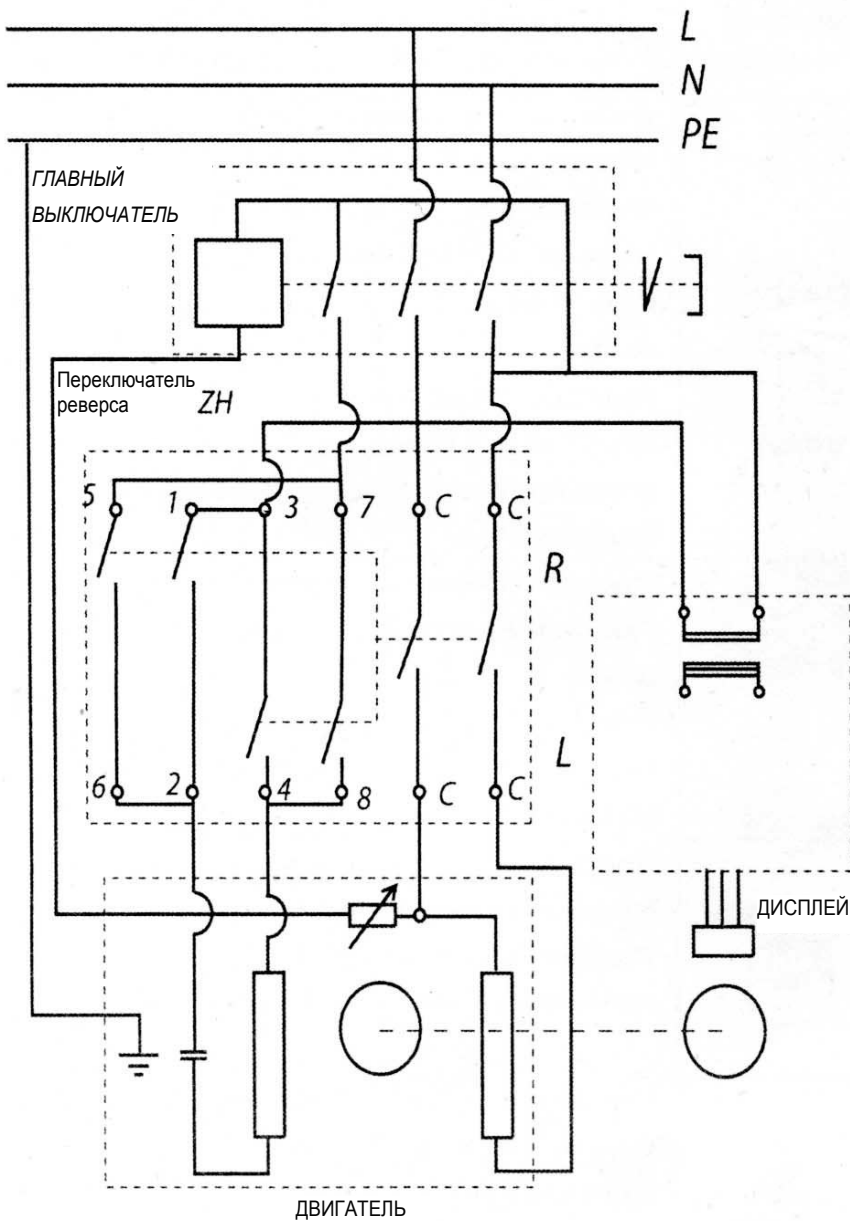 L
N
PE
ГЛАВНЫЙ
ВЫКЛЮЧАТЕЛЬ
Переключатель
реверса
ZH
5
1
3
7
C
C
R
L
6
2
4
8
C
C
ДИСПЛЕЙ
ДВИГАТЕЛЬ